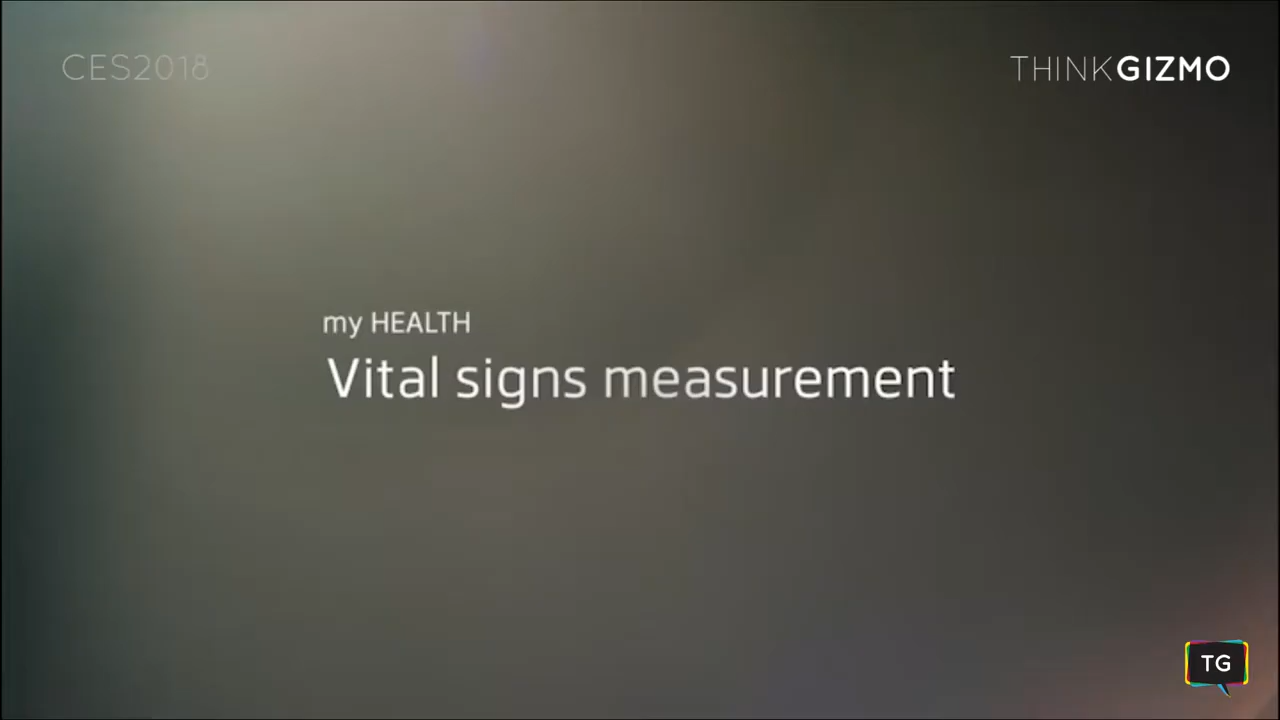 CES2018
THINKGIZMO
my HEALTH
Vital signs measurement
TG